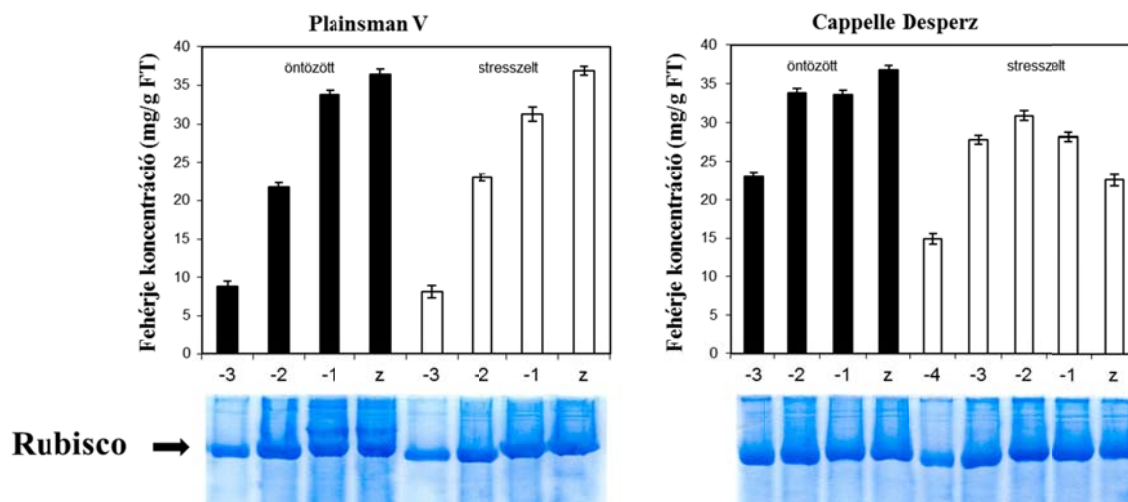 Plainsman V
Fehérje koncentráció (mg/g FT)
40
35
30
25
20
15
10
5
0
öntözött
stresszelt
-3 -2 -1 z -3 -2 -1 z
Cappelle Desperz
Fehérje koncentráció (mg/g FT)
40
35
30
25
20
15
10
5
0
öntözött
stresszelt
-3 -2 -1 z -4 -3 -2 -1 z
Rubisco